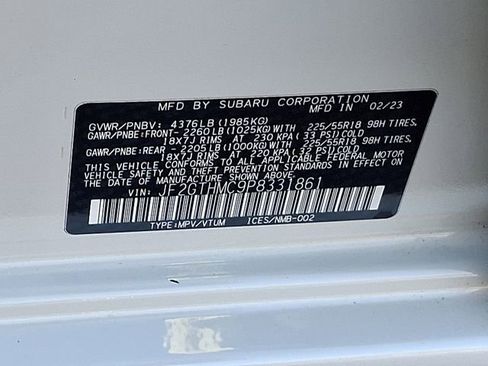 MFD BY SUBARU CORPORATION
MFD IN 02/23
GVWR/PNBV: 4376LB (1985KG)
GAWR/PNBE: FRONT- 2260LB (1025KG)WITH 225/55R18 98H TIRES.
18X7J RIMS AT 230 KPA ( 33 PSI) COLD
GAWR/PNBE: REAR - 2205LB (1000KG)WITH 225/55R18 98H TIRES.
18X7J RIMS AT 220 KPA ( 32 PSI) COLD
THIS VEHICLE CONFORMS TO ALL APPLICABLE FEDERAL MOTOR
VEHICLE SAFETY, BUMPER, AND THEFT PREVENTION STANDARDS
IN EFFECT ON THE DATE OF MANUFACTURE SHOWN ABOVE.
VIN: JF2GTHMC9P8331861
TYPE:MPV/VTUM ICES/NMB-002